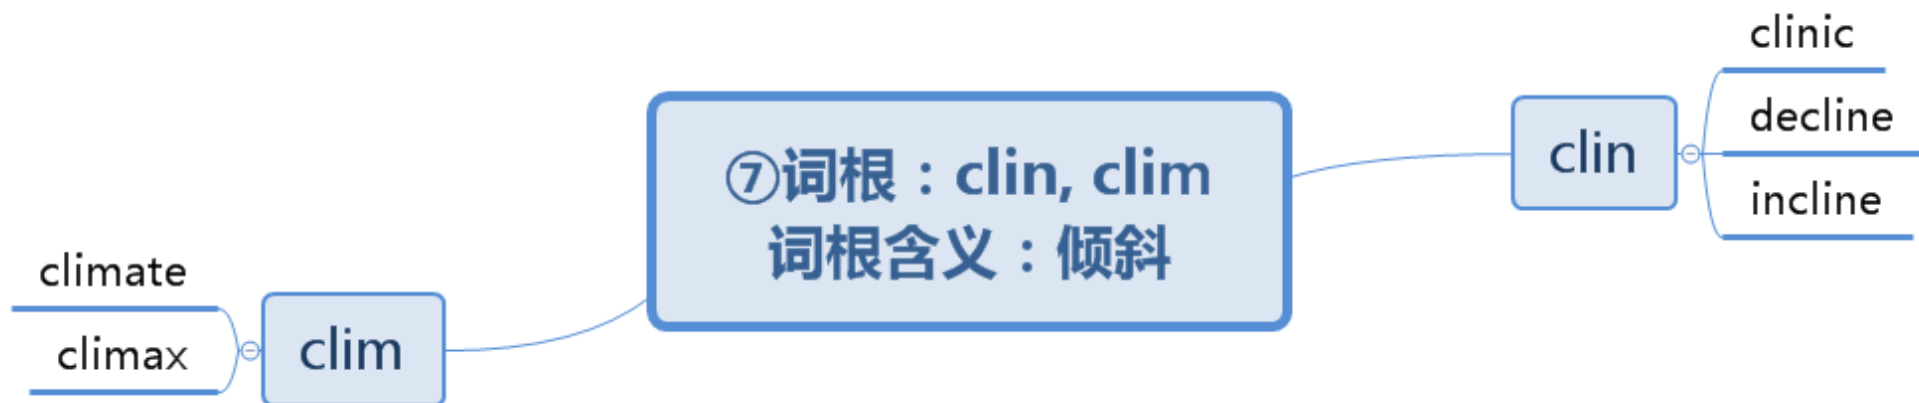 ⑦词根：clin, clim
词根含义：倾斜
clin
clinic
decline
incline
clim
climate
climax